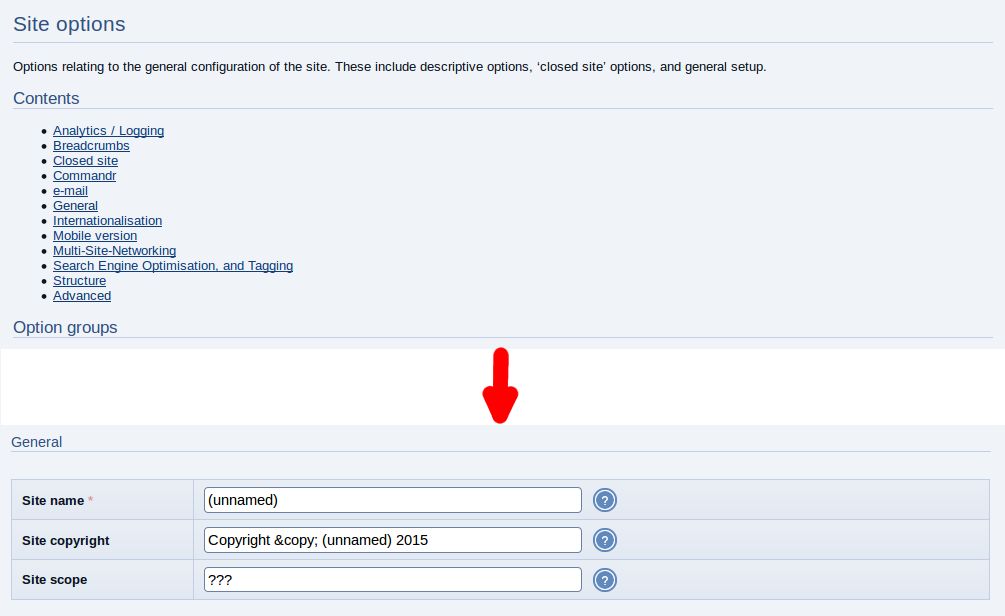 Site options
Options relating to the general configuration of the site. These include descriptive options, ‘closed site’ options, and general setup.
Contents
Analytics / Logging
Breadcrumbs
Closed site
Commandr
e-mail
General
Internationalisation
Mobile version
Multi-Site-Networking
Search Engine Optimisation, and Tagging
Structure
Advanced
Option groups
General
Site name * (unnamed) ?
Site copyright Copyright &copy; (unnamed) 2015 ?
Site scope ??? ?